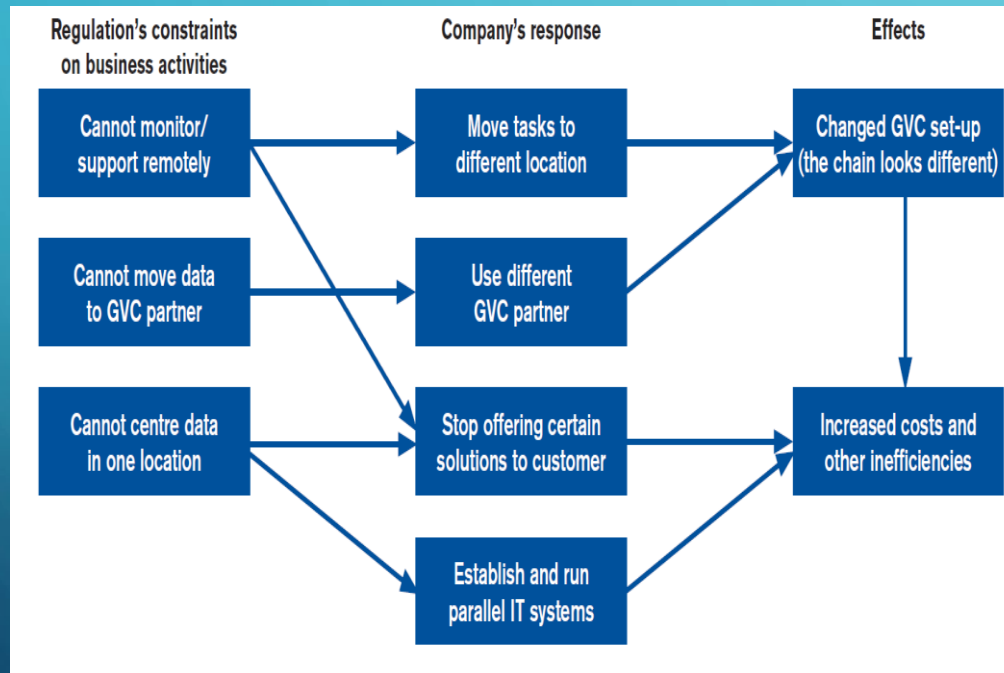 Regulation's constraints
on business activities
Company's response
Effects
Cannot monitor/
support remotely
Move tasks to
different location
Changed GVC set-up
(the chain looks different)
Cannot move data
to GVC partner
Use different
GVC partner
Cannot centre data
in one location
Stop offering certain
solutions to customer
Increased costs and
other inefficiencies
Establish and run
parallel IT systems